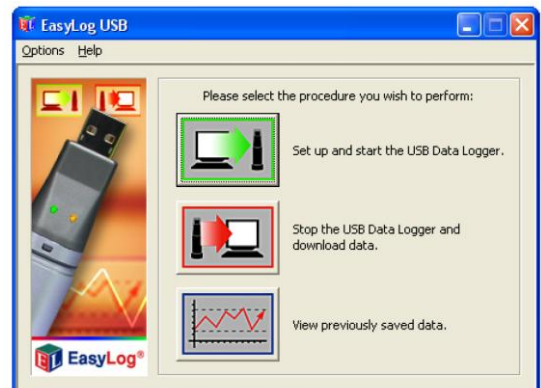 EasyLog USB
Options Help
Please select the procedure you wish to perform:
Set up and start the USB Data Logger.
Stop the USB Data Logger and
download data.
View previously saved data.
EL EasyLog®